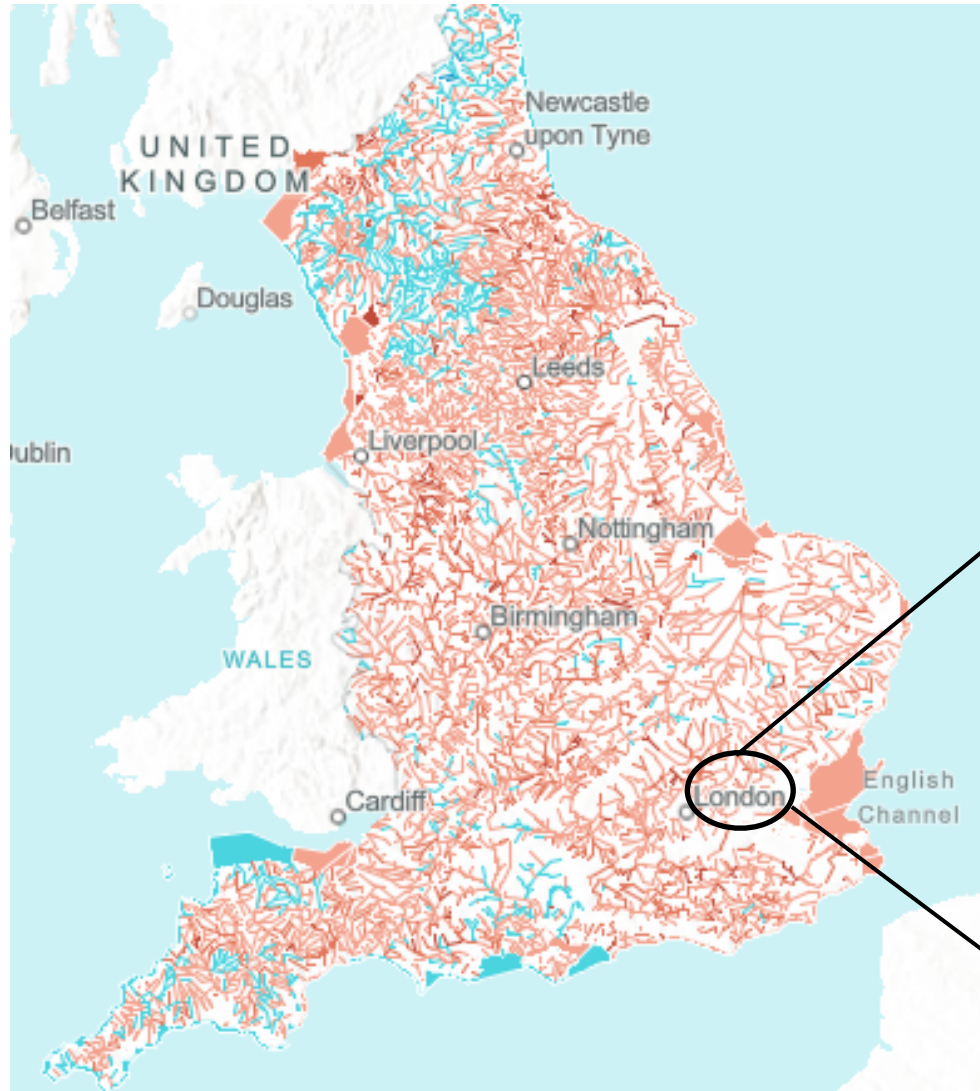 Newcastle
upon Tyne
UNITED
KINGDOM
Belfast
Douglas
Leeds
ublin
Liverpool
Nottingham
Birmingham
WALES
London
English
Channel
Cardiff